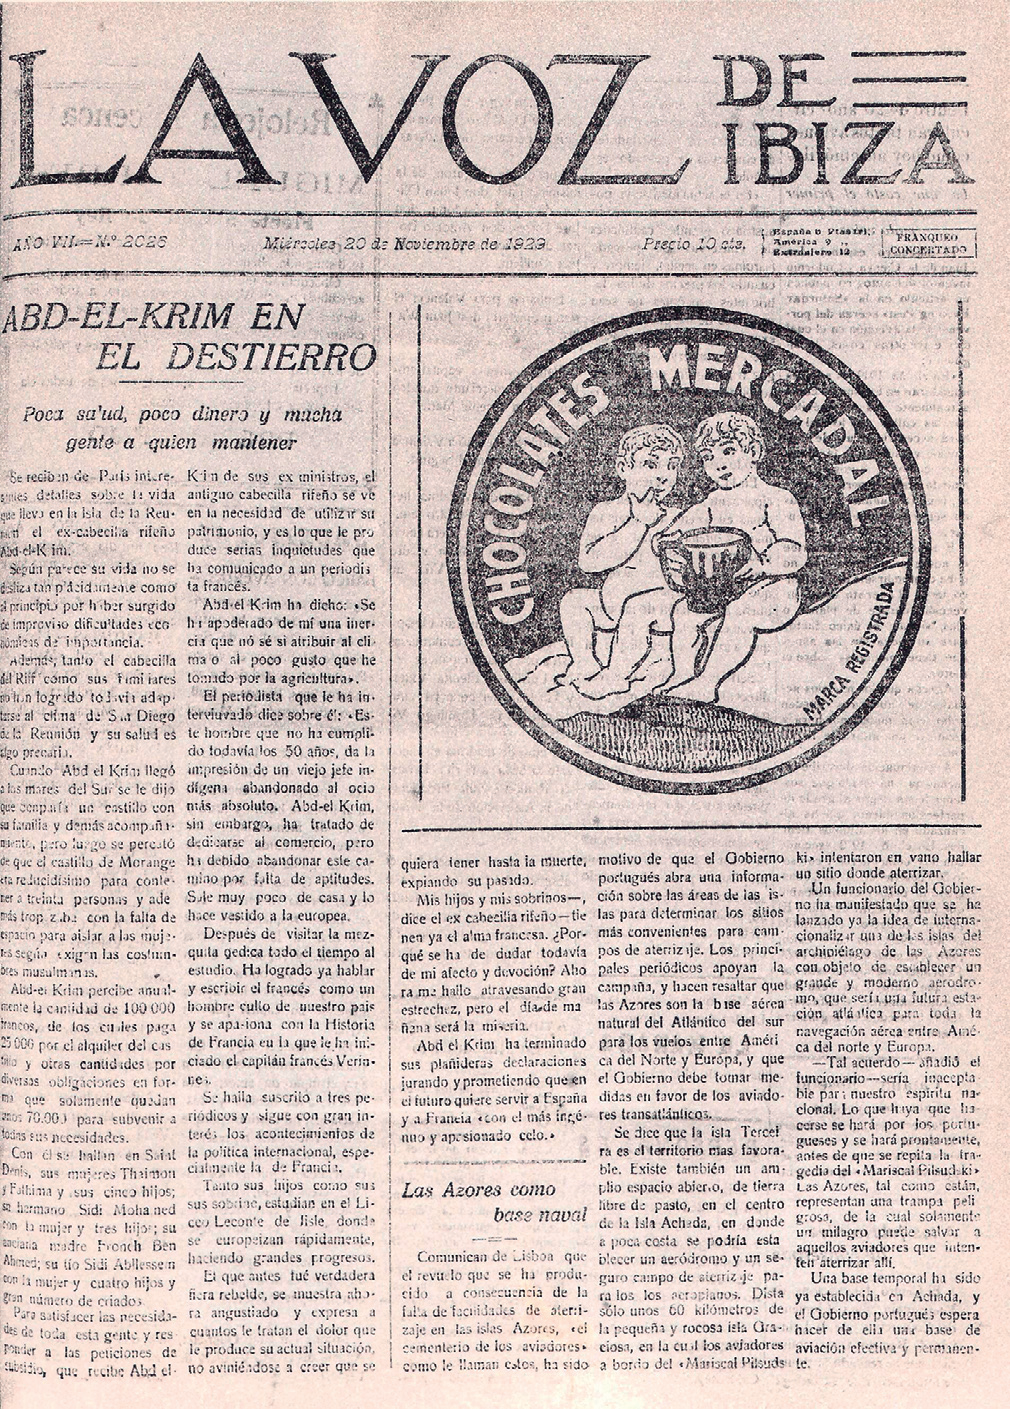 LA VOZ DE IBIZA
AÑO VII.=N.º 2026
Miércoles 20 de Noviembre de 1929
Precio 10 cts.
España
América 9
Extranjero 12
FRANQUEO
CONCERTADO
ABD-EL-KRIM EN
EL DESTIERRO
Poca salud, poco dinero y mucha
gente a quien mantener
Se reciben de París intere-
santes detalles sobre la vida
que lleva en la isla de la Reu-
nión el ex-cabecilla rifeño
Abd-el-Krim.
Según parece su vida no se
desliza tan plácidamente como
al principio por haber surgido
de improviso dificultades eco-
nómicas de importancia.
Además, tanto el cabecilla
del Riff como sus familiares
no han logrado todavía adap-
tarse al clima de San Diego
de la Reunión y su salud es
algo precaria.
Cuando Abd el Krim llegó
a los mares del Sur se le dijo
que ocuparía un castillo con
su familia y demás acompaña-
miento, pero luego se percató
de que el castillo de Morange
era reducidísimo para conte-
ner a treinta personas y ade
más tropezaba con la falta de
espacio para aislar a las muje-
res según exigen las costum-
bres musulmanas.
Abd-el Krim percibe anual-
mente la cantidad de 100 000
francos, de los cuales paga
25 000 por el alquiler del cas
tillo y otras cantidades por
diversas obligaciones en for-
ma que solamente quedan
unos 70.000 para subvenir a
todas sus necesidades.
Con él se hallan en Saint
Denis, sus mujeres Thaimon
y Fathima y sus cinco hijos;
su hermano Sidi Mohamed
con la mujer y tres hijos; su
anciana madre Fronch Ben
Ahmed; su tío Sidi Abllessem
con la mujer y cuatro hijos y
gran número de criados.
Para satisfacer las necesida-
des de toda esta gente y res-
ponder a las peticiones de
subsidio, que recibe Abd el-
Krim de sus ex ministros, el
antiguo cabecilla rifeño se ve
en la necesidad de utilizar su
patrimonio, y es lo que le pro
duce serias inquietudes que
ha comunicado a un periodis
ta francés.
Abd-el Krim ha dicho: «Se
ha apoderado de mí una iner-
cia que no sé si atribuir al cli
ma o al poco gusto que he
tomado por la agricultura».
El periodista que le ha in-
terviuvado dice sobre él: «Es-
te hombre que no ha cumpli-
do todavía los 50 años, da la
impresión de un viejo jefe in-
dígena abandonado al ocio
más absoluto. Abd-el Krim,
sin embargo, ha tratado de
dedicarse al comercio, pero
ha debido abandonar este ca-
mino por falta de aptitudes.
Sale muy poco de casa y lo
hace vestido a la europea.
Después de visitar la mez-
quita dedica todo el tiempo al
estudio. Ha logrado ya hablar
y escribir el francés como un
hombre culto de nuestro país
y se apasiona con la Historia
de Francia en la que le ha ini-
ciado el capitán francés Verin-
nes.
Se halla suscrito a tres pe-
riódicos y sigue con gran in-
terés los acontecimientos de
la política internacional, espe-
cialmente la de Francia.
Tanto sus hijos como sus
sus sobrino, estudian en el Li-
ceo Leconte de Lisle, donde
se europeizan rápidamente,
haciendo grandes progresos.
El que antes fué verdadera
fiera rebelde, se muestra aho-
ra angustiado y expresa a
cuantos le tratan el dolor que
le produce su actual situación,
no aviniéndose a creer que se
CHOCOLATES MERCADAL
MARCA REGISTRADA
quiera tener hasta la muerte,
expiando su pasado.
Mis hijos y mis sobrinos—,
dice el ex cabecilla rifeño—tie
nen ya el alma francesa. ¿Por-
qué se ha de dudar todavía
de mi afecto y devoción? Aho
ra me hallo atravesando gran
estrechez, pero el día de ma
ñana será la miseria.
Abd el Krim ha terminado
sus plañideras declaraciones
jurando y prometiendo que en
el futuro quiere servir a España
y a Francia «con el más ingé-
nuo y apasionado celo.»
Las Azores como
base naval
Comunican de Lisboa que
el revuelo que se ha produ-
cido a consecuencia de la
falta de facilidades de aterri-
zaje en las islas Azores, «el
cementerio de los aviadores»
como le llaman estos, ha sido
motivo de que el Gobierno
portugués abra una informa-
ción sobre las áreas de las is-
las para determinar los sitios
más convenientes para cam-
pos de aterrizaje. Los princi-
pales periódicos apoyan la
campaña, y hacen resaltar que
las Azores son la base aérea
natural del Atlántico del sur
para los vuelos entre Améri
ca del Norte y Europa, y que
el Gobierno debe tomar me-
didas en favor de los aviado-
res transatlánticos.
Se dice que la isla Tercei
ra es el territorio mas favora-
ble. Existe también un am-
plio espacio abierto, de tierra
libre de pasto, en el centro
de la Isla Achada, en donde
a poca costa se podría esta
blecer un aeródromo y un se-
guro campo de aterrizaje pa-
ra los los aeroplanos. Dista
sólo unos 60 kilómetros de
la pequeña y rocosa isla Gra-
ciosa, en la cual los aviadores
a bordo del «Mariscal Pilsuds
ki» intentaron en vano hallar
un sitio donde aterrizar.
Un funcionario del Gobier-
no ha manifestado que se ha
lanzado ya la idea de interna-
cionalizar una de las islas del
archipiélago de las Azores
con objeto de establecer un
grande y moderno aerodro-
mo, que sería una futura esta-
ción atlántica para toda la
navegación aérea entre Amé-
ca del norte y Europa.
—Tal acuerdo—añadió el
funcionario—sería inacepta-
ble para nuestro espíritu na-
cional. Lo que haya que ha-
cerse se hará por los portu-
gueses y se hará prontamente,
antes de que se repita la tra-
gedia del «Mariscal Pilsudski»
Las Azores, tal como están,
representan una trampa peli
grosa, de la cual solamente
un milagro puede salvar a
aquellos aviadores que inten-
ten aterrizar allí.
Una base temporal ha sido
ya establecida en Achada, y
el Gobierno portugués espera
hacer de ella una base de
aviación efectiva y permanen-
te.